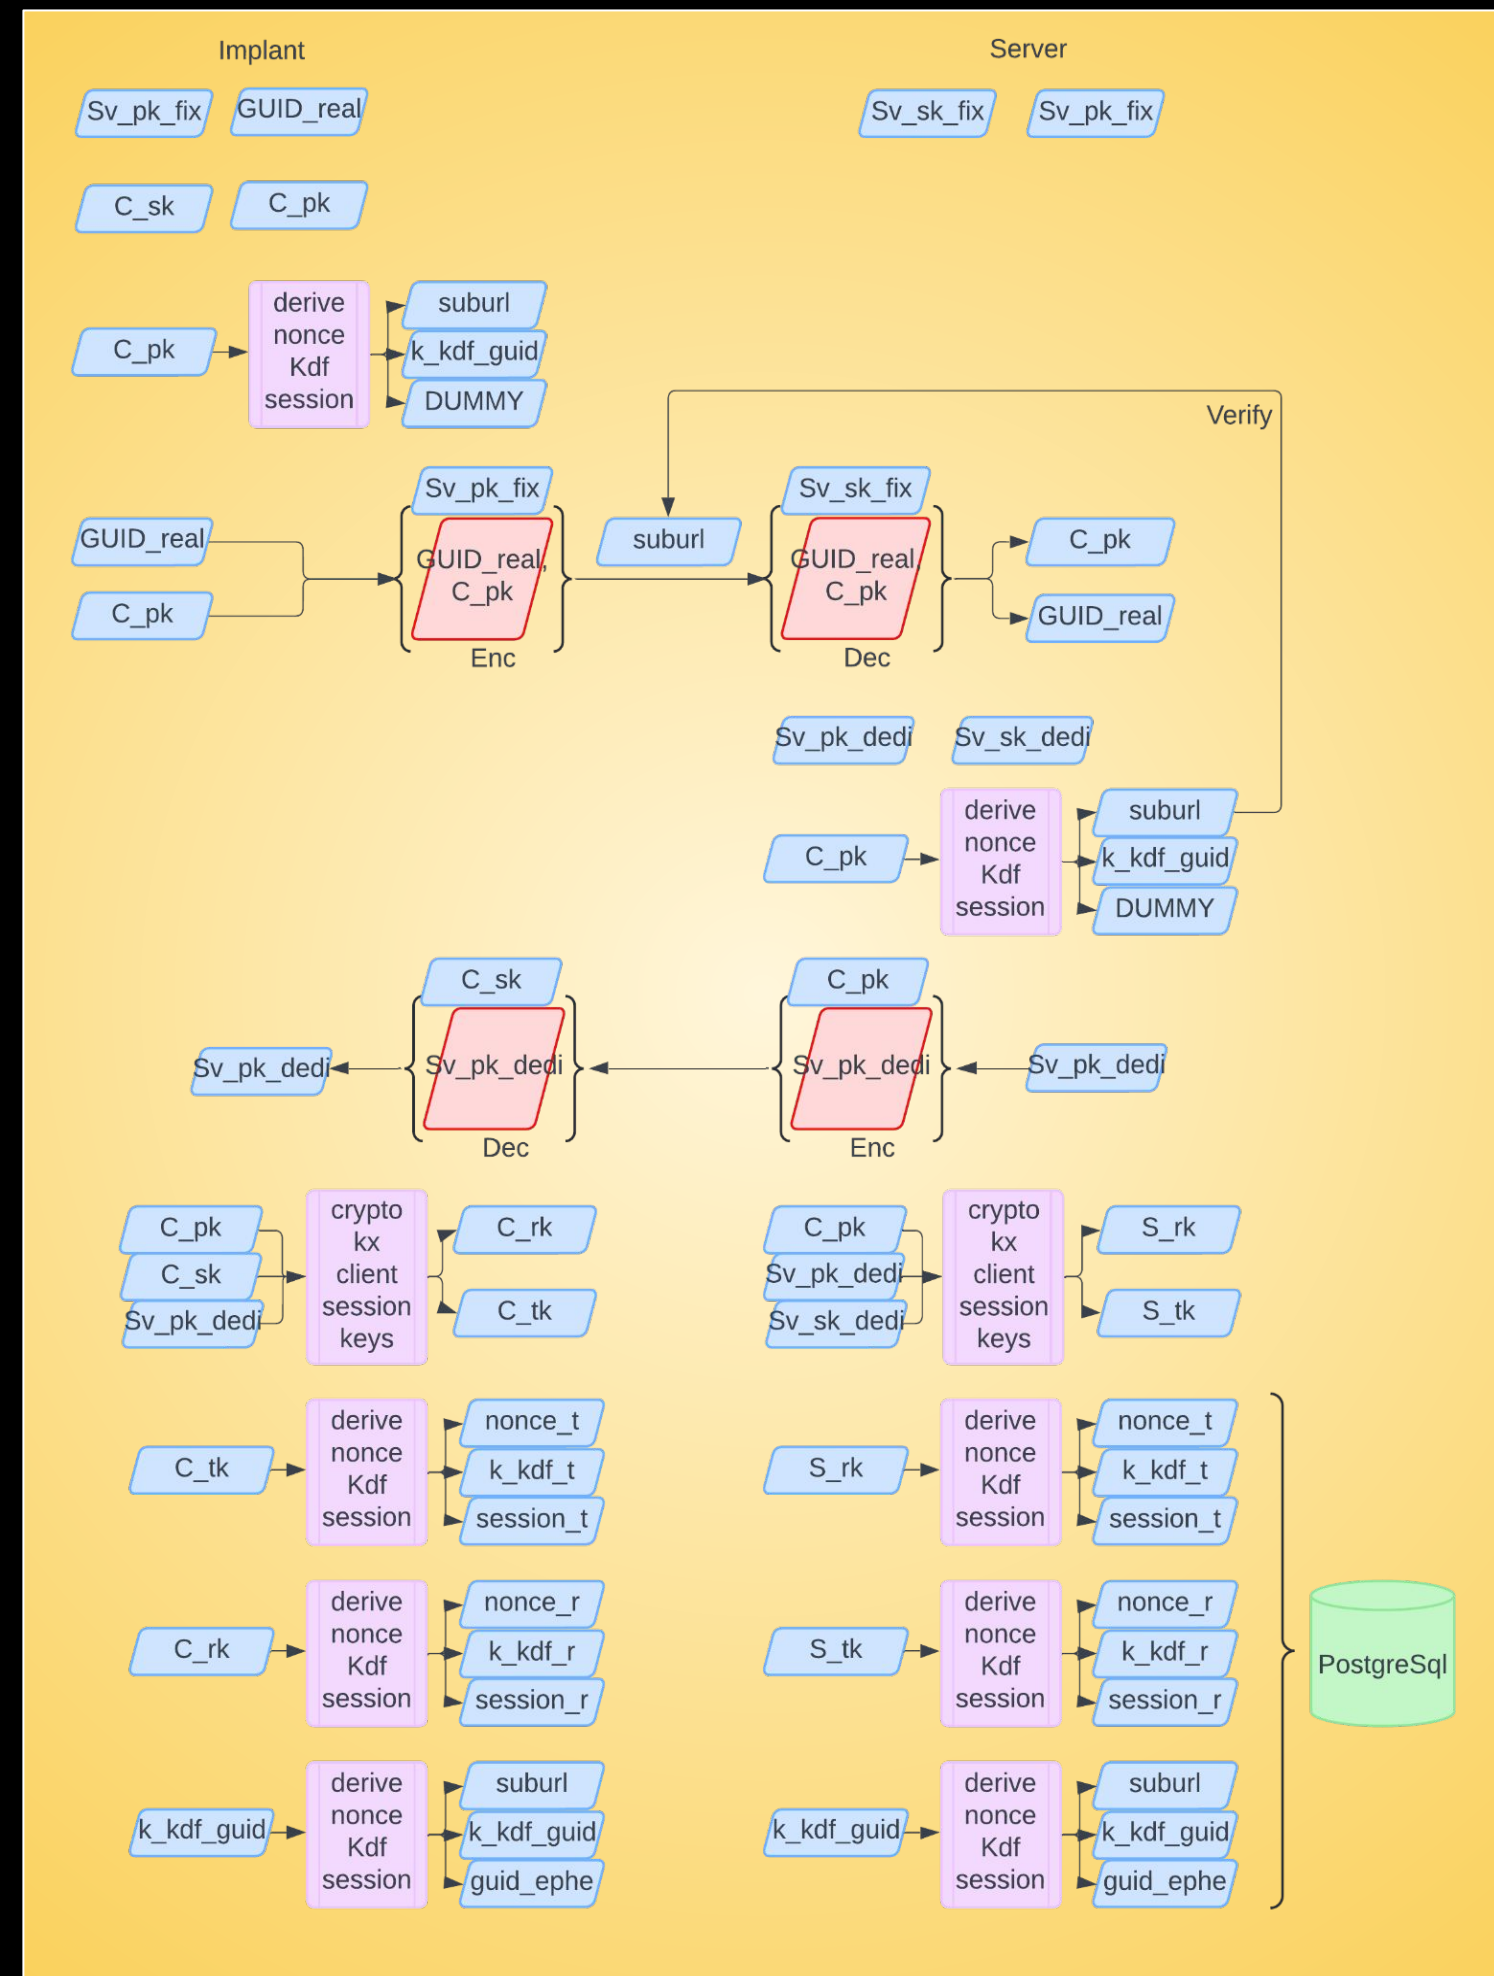 Implant
Server
Sv_pk_fix
GUID_real
Sv_sk_fix
Sv_pk_fix
C_sk
C_pk
C_pk
derive
nonce
Kdf
session
suburl
k_kdf_guid
DUMMY
Verify
GUID_real
C_pk
Sv_pk_fix
GUID_real,
C_pk
Enc
suburl
Sv_sk_fix
GUID_real,
C_pk
Dec
C_pk
GUID_real
Sv_pk_dedi
Sv_sk_dedi
C_pk
derive
nonce
Kdf
session
suburl
k_kdf_guid
DUMMY
Sv_pk_dedi
C_sk
Sv_pk_dedi
Dec
C_pk
Sv_pk_dedi
Enc
Sv_pk_dedi
C_pk
C_sk
Sv_pk_dedi
crypto
kx
client
session
keys
C_rk
C_tk
C_pk
Sv_pk_dedi
Sv_sk_dedi
crypto
kx
client
session
keys
S_rk
S_tk
C_tk
derive
nonce
Kdf
session
nonce_t
k_kdf_t
session_t
S_rk
derive
nonce
Kdf
session
nonce_t
k_kdf_t
session_t
C_rk
derive
nonce
Kdf
session
nonce_r
k_kdf_r
session_r
S_tk
derive
nonce
Kdf
session
nonce_r
k_kdf_r
session_r
PostgreSql
k_kdf_guid
derive
nonce
Kdf
session
suburl
k_kdf_guid
guid_ephe
k_kdf_guid
derive
nonce
Kdf
session
suburl
k_kdf_guid
guid_ephe